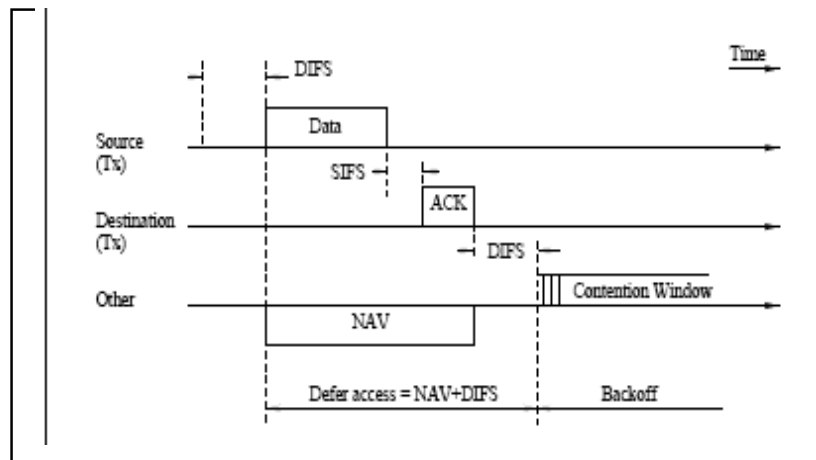 Time
DIFS
Data
Source
(Tx)
SIFS
ACK
Destination
(Tx)
DIFS
Contention Window
Other
NAV
Defer access = NAV+DIFS
Backoff